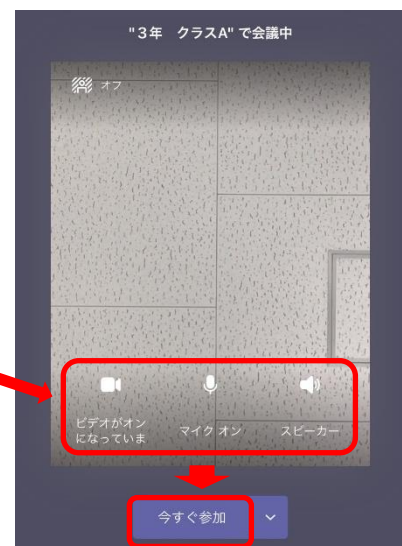 "3年 クラスA" で会議中
オフ
ビデオがオン
になっていま
マイク オン
スピーカー
今すぐ参加